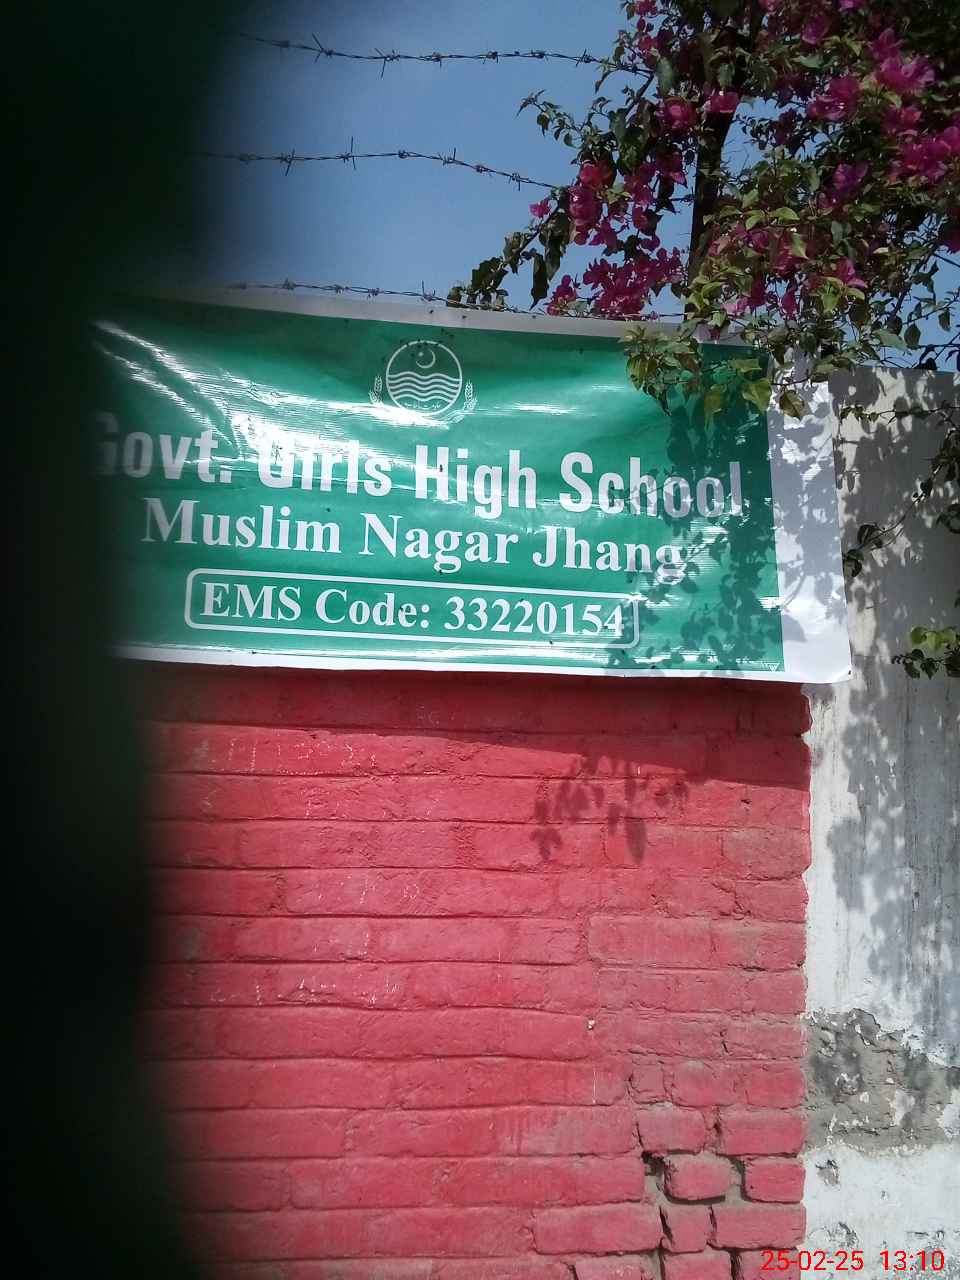 Govt. Girls High School
Muslim Nagar Jhang
EMS Code: 33220154
25-02-25 13:10